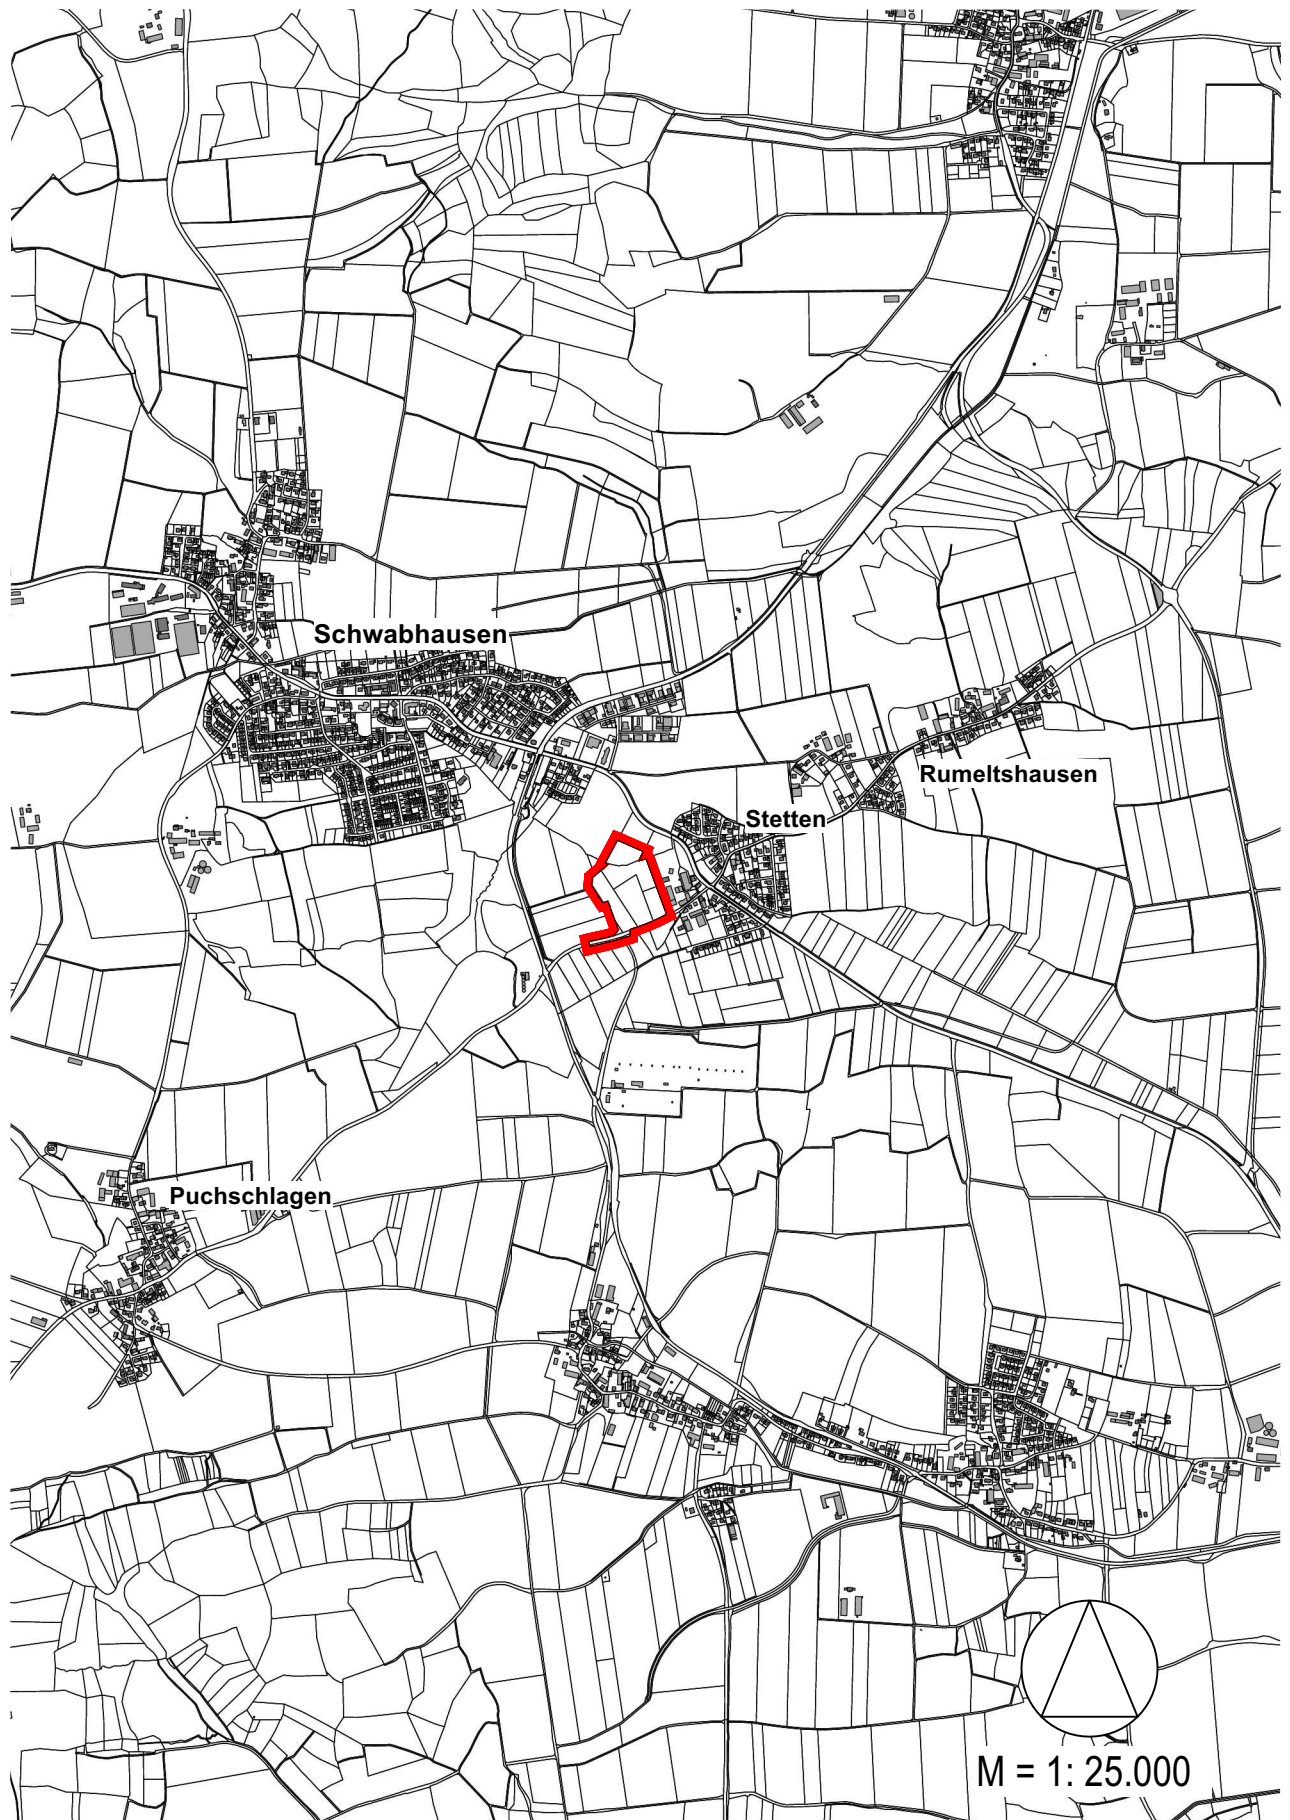 Schwabhausen
Rumeltshausen
Stetten
Puchschlagen
M = 1: 25.000